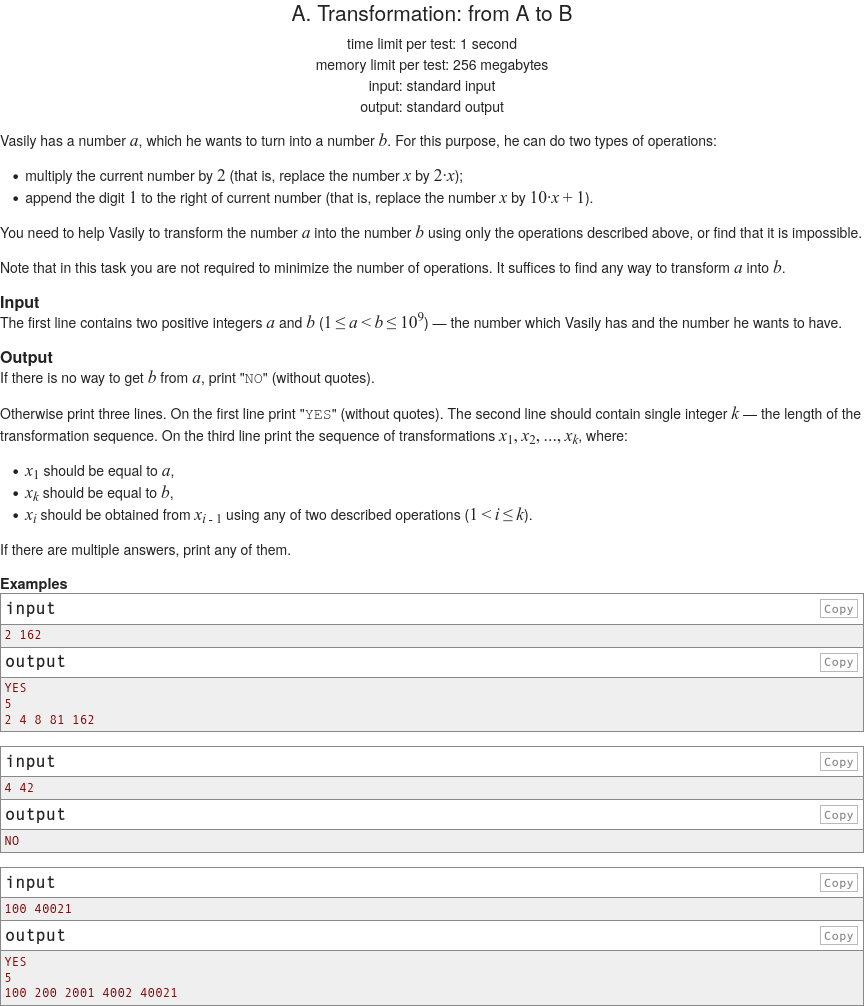 A. Transformation: from A to B
time limit per test: 1 second
memory limit per test: 256 megabytes
input: standard input
output: standard output
Vasily has a number a, which he wants to turn into a number b. For this purpose, he can do two types of operations:
• multiply the current number by 2 (that is, replace the number x by 2·x);
• append the digit 1 to the right of current number (that is, replace the number x by 10·x + 1).
You need to help Vasily to transform the number a into the number b using only the operations described above, or find that it is impossible.
Note that in this task you are not required to minimize the number of operations. It suffices to find any way to transform a into b.
Input
The first line contains two positive integers a and b (1 ≤ a < b ≤ 10⁹) — the number which Vasily has and the number he wants to have.
Output
If there is no way to get b from a, print "NO" (without quotes).
Otherwise print three lines. On the first line print "YES" (without quotes). The second line should contain single integer k — the length of the
transformation sequence. On the third line print the sequence of transformations x₁, x₂, ..., xₖ, where:
• x₁ should be equal to a,
• xₖ should be equal to b,
• xᵢ should be obtained from xᵢ ₋ ₁ using any of two described operations (1 < i ≤ k).
If there are multiple answers, print any of them.
Examples
input Copy
2 162
output Copy
YES
5
2 4 8 81 162
input Copy
4 42
output Copy
NO
input Copy
100 40021
output Copy
YES
5
100 200 2001 4002 40021